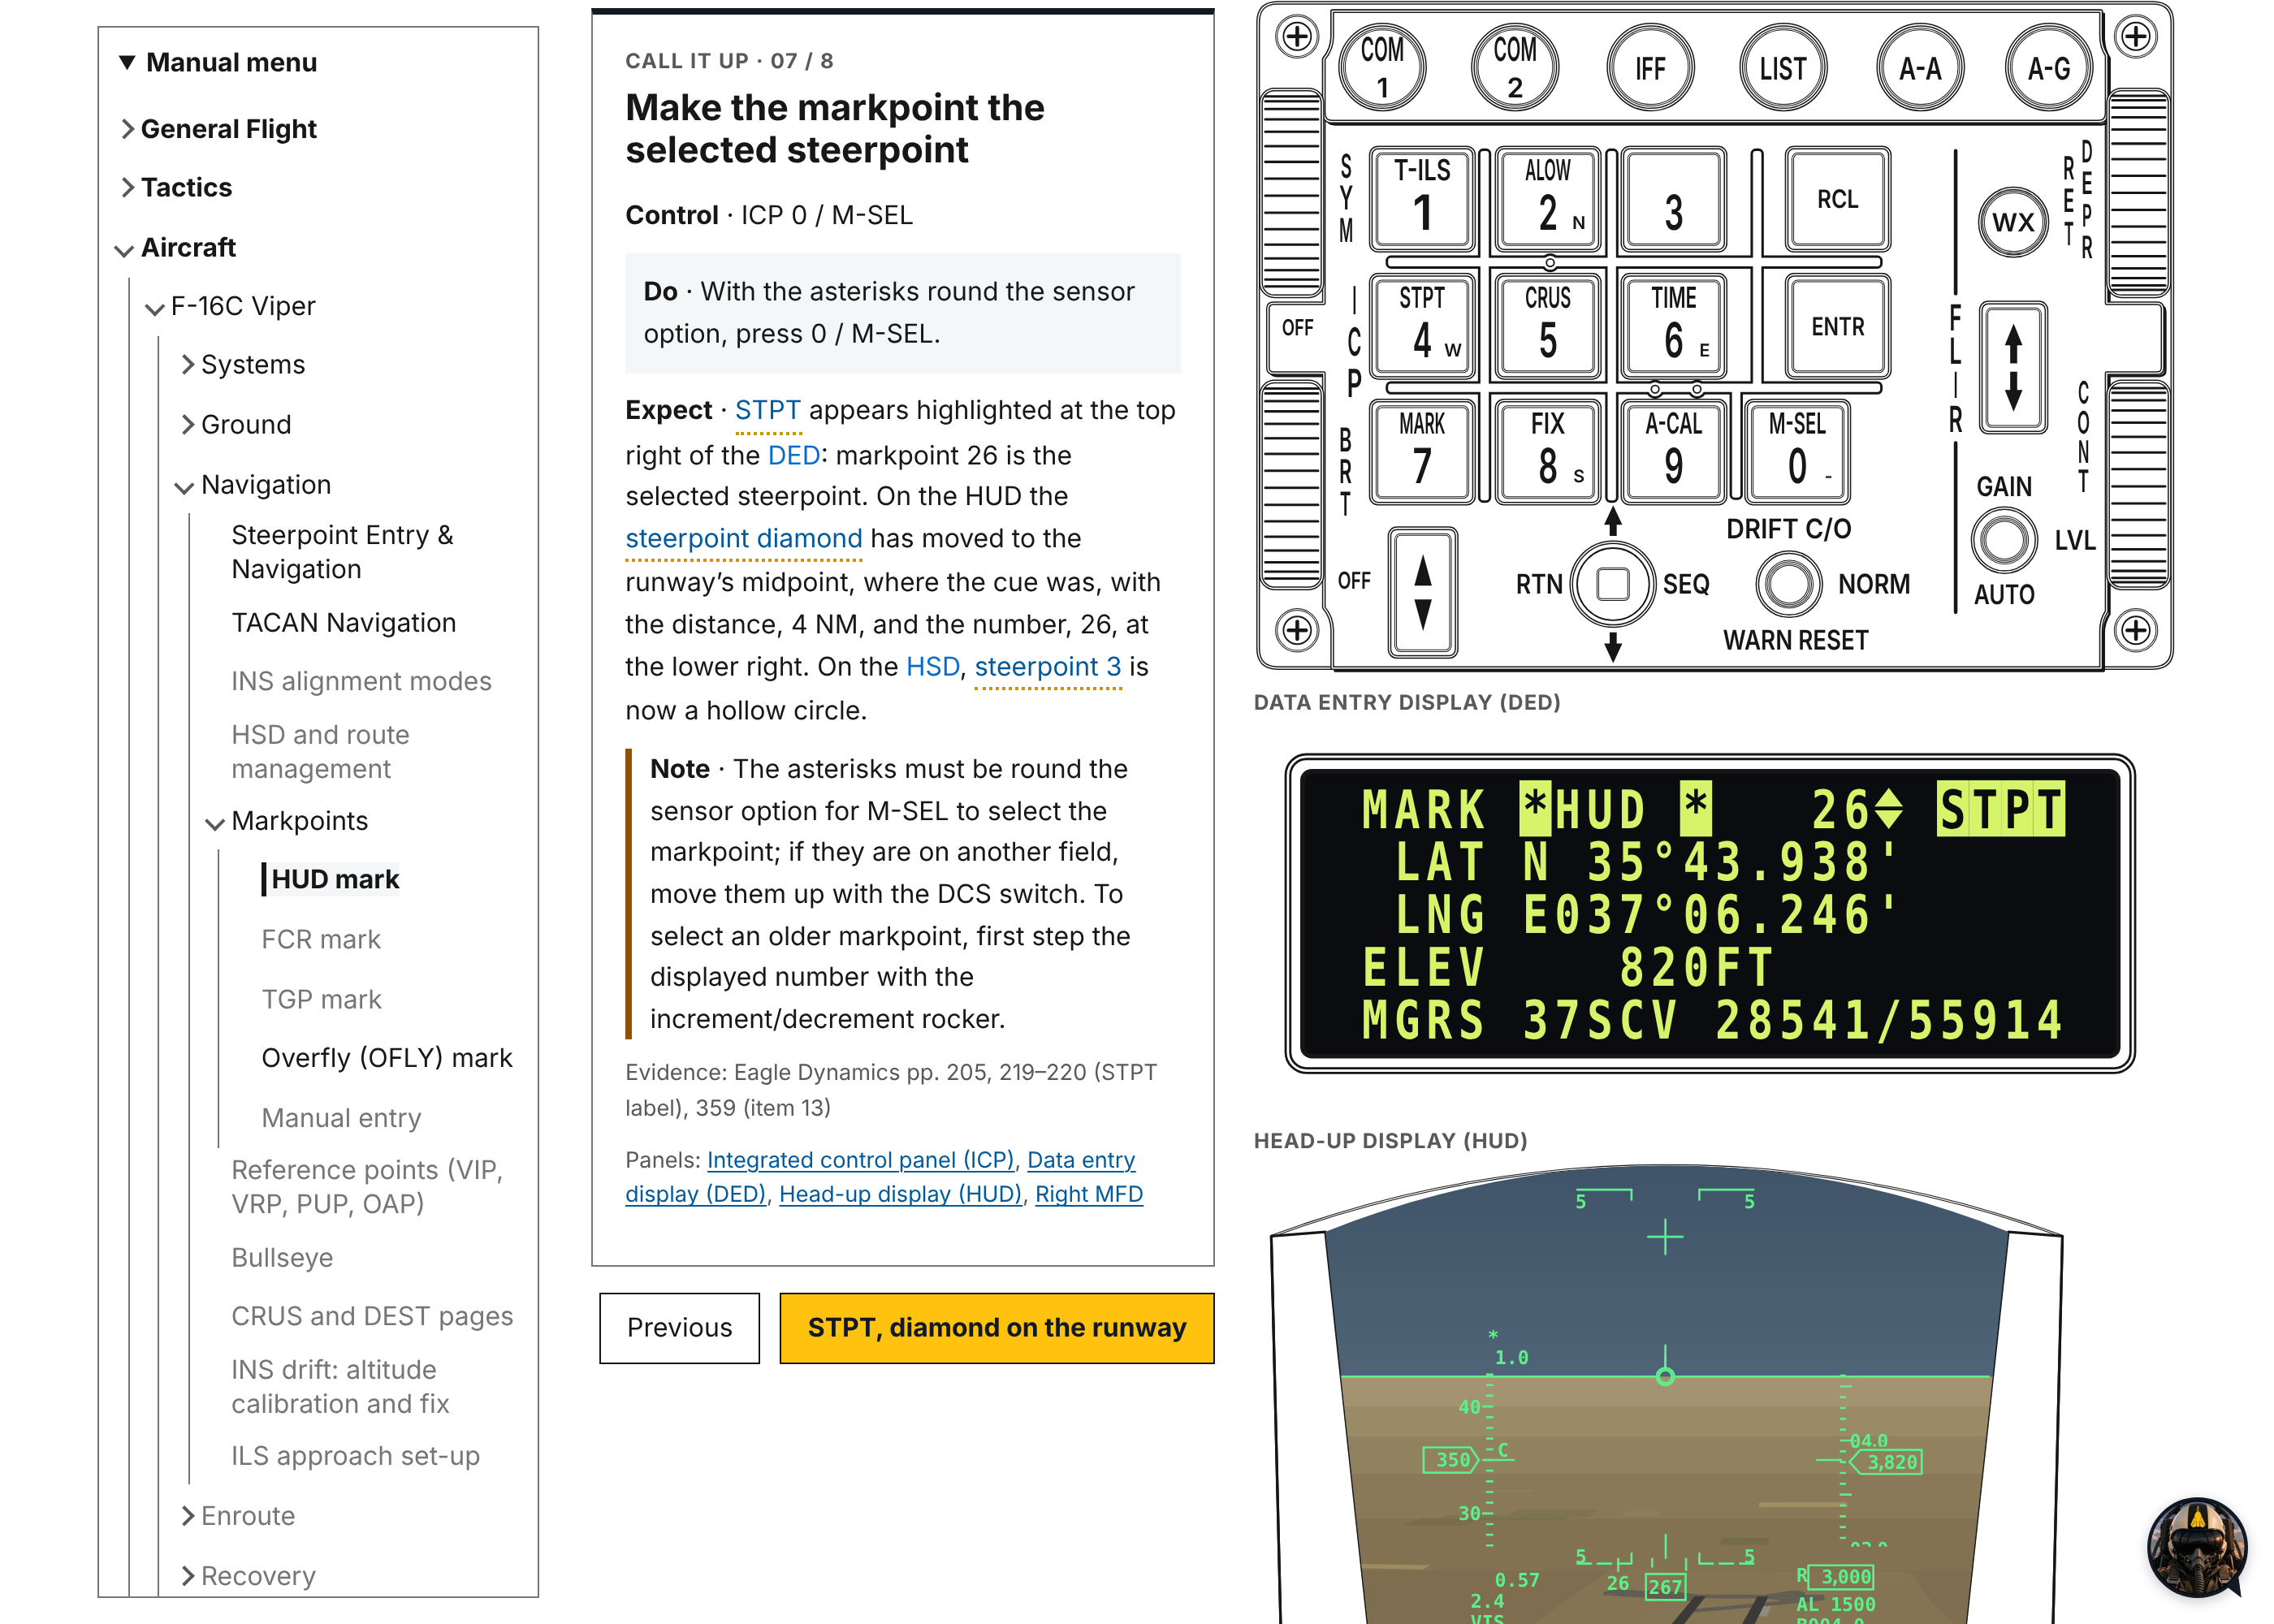 Manual menu
General Flight
Tactics
Aircraft
F-16C Viper
Systems
Ground
Navigation
Steerpoint Entry &
Navigation
TACAN Navigation
INS alignment modes
HSD and route
management
Markpoints
HUD mark
FCR mark
TGP mark
Overfly (OFLY) mark
Manual entry
Reference points (VIP,
VRP, PUP, OAP)
Bullseye
CRUS and DEST pages
INS drift: altitude
calibration and fix
ILS approach set-up
Enroute
Recovery
CALL IT UP · 07 / 8
Make the markpoint the
selected steerpoint
Control · ICP 0 / M-SEL
Do · With the asterisks round the sensor
option, press 0 / M-SEL.
Expect · STPT appears highlighted at the top
right of the DED: markpoint 26 is the
selected steerpoint. On the HUD the
steerpoint diamond has moved to the
runway’s midpoint, where the cue was, with
the distance, 4 NM, and the number, 26, at
the lower right. On the HSD, steerpoint 3 is
now a hollow circle.
Note · The asterisks must be round the
sensor option for M-SEL to select the
markpoint; if they are on another field,
move them up with the DCS switch. To
select an older markpoint, first step the
displayed number with the
increment/decrement rocker.
Evidence: Eagle Dynamics pp. 205, 219–220 (STPT
label), 359 (item 13)
Panels: Integrated control panel (ICP), Data entry
display (DED), Head-up display (HUD), Right MFD
Previous
STPT, diamond on the runway
COM 1
COM 2
IFF
LIST
A-A
A-G
SYM
T-ILS 1
ALOW 2 N
3
RCL
WX
RET
DEPR
OFF
ICP
STPT 4 W
CRUS 5
TIME 6 E
ENTR
FLIR
BRT
MARK 7
FIX 8 S
A-CAL 9
M-SEL 0 -
CONT
GAIN
LVL
AUTO
DRIFT C/O
OFF
RTN
SEQ
NORM
WARN RESET
DATA ENTRY DISPLAY (DED)
MARK *HUD * 26 STPT
LAT N 35°43.938'
LNG E037°06.246'
ELEV 820FT
MGRS 37SCV 28541/55914
HEAD-UP DISPLAY (HUD)
5 5
*
1.0
40
C
350
04.0
3,820
30
5 5
0.57
26
267
R 3,000
2.4
AL 1500